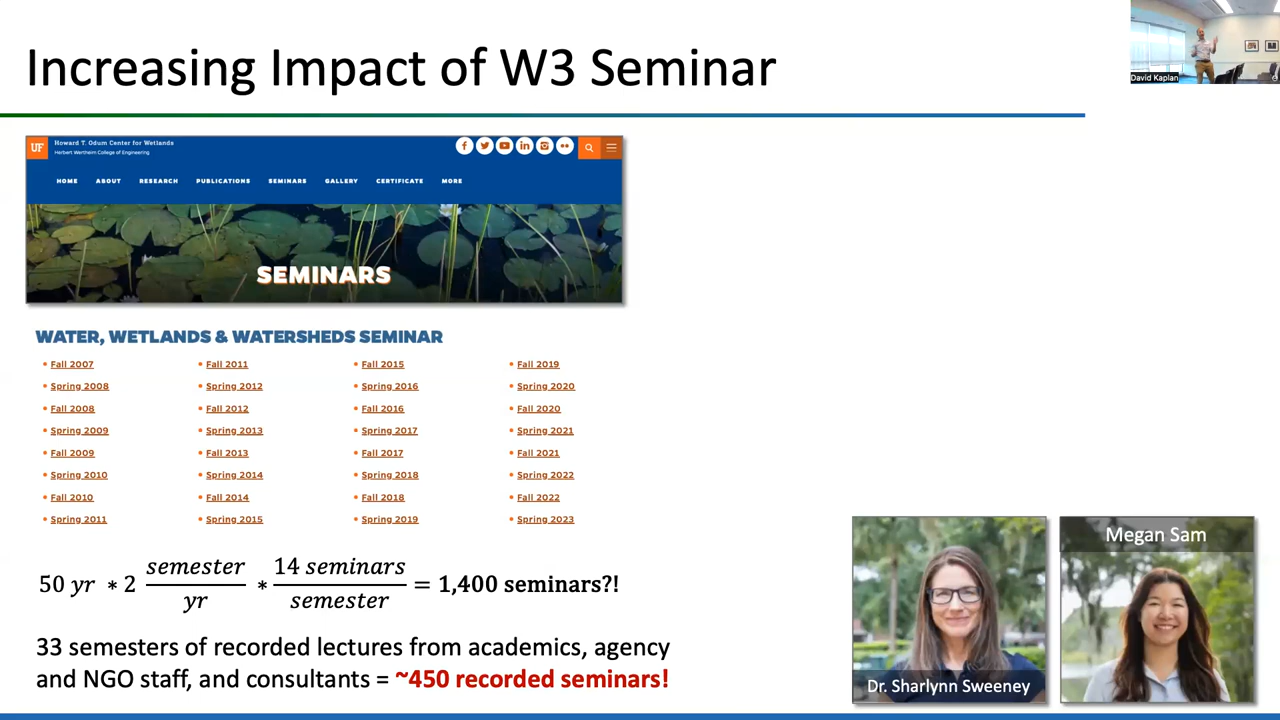 Increasing Impact of W3 Seminar
David Kaplan
UF
Howard T. Odum Center for Wetlands
Herbert Wertheim College of Engineering
HOME ABOUT RESEARCH PUBLICATIONS SEMINARS GALLERY CERTIFICATE MORE
SEMINARS
WATER, WETLANDS & WATERSHEDS SEMINAR
• Fall 2007
• Spring 2008
• Fall 2008
• Spring 2009
• Fall 2009
• Spring 2010
• Fall 2010
• Spring 2011
• Fall 2011
• Spring 2012
• Fall 2012
• Spring 2013
• Fall 2013
• Spring 2014
• Fall 2014
• Spring 2015
• Fall 2015
• Spring 2016
• Fall 2016
• Spring 2017
• Fall 2017
• Spring 2018
• Fall 2018
• Spring 2019
• Fall 2019
• Spring 2020
• Fall 2020
• Spring 2021
• Fall 2021
• Spring 2022
• Fall 2022
• Spring 2023
50 yr * 2 semester/yr * 14 seminars/semester = 1,400 seminars?!
33 semesters of recorded lectures from academics, agency
and NGO staff, and consultants = ~450 recorded seminars!
Dr. Sharlynn Sweeney
Megan Sam